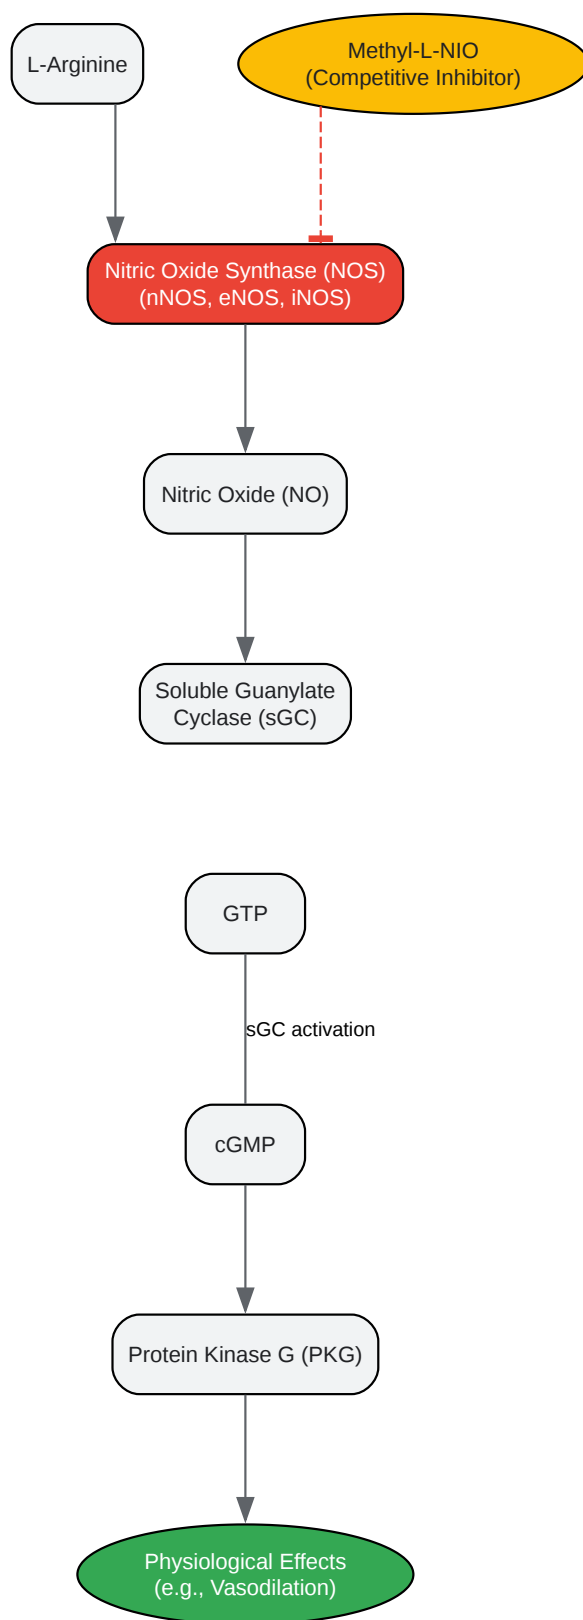 L-Arginine
Methyl-L-NIO
(Competitive Inhibitor)
Nitric Oxide Synthase (NOS)
(nNOS, eNOS, iNOS)
Nitric Oxide (NO)
Soluble Guanylate
Cyclase (sGC)
GTP
sGC activation
cGMP
Protein Kinase G (PKG)
Physiological Effects
(e.g., Vasodilation)